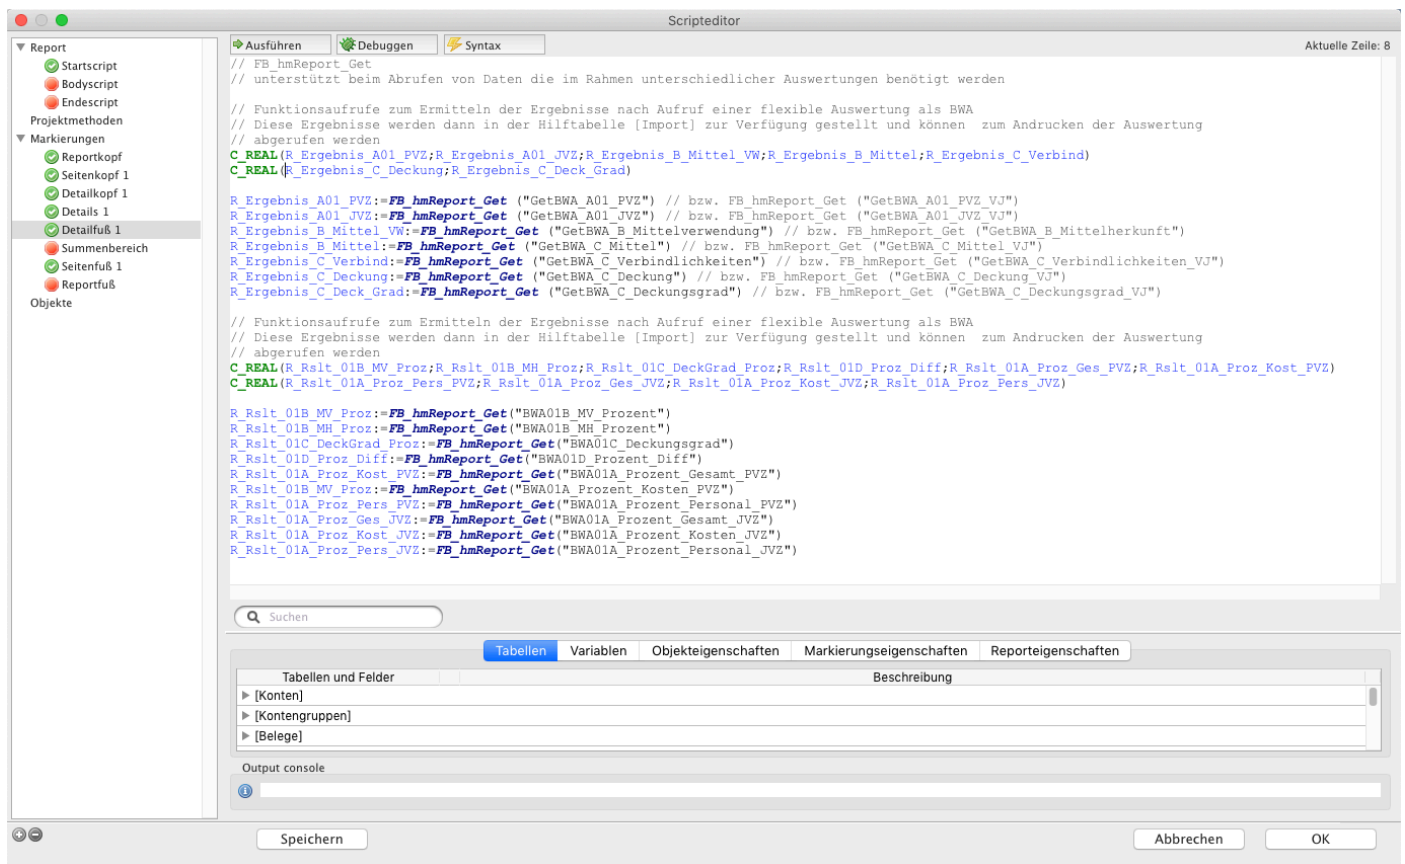 Scripteditor
Report
Startscript
Bodyscript
Endescript
Projektmethoden
Markierungen
Reportkopf
Seitenkopf 1
Detailkopf 1
Details 1
Detailfuß 1
Summenbereich
Seitenfuß 1
Reportfuß
Objekte
Ausführen Debuggen Syntax Aktuelle Zeile: 8
// FB_hmReport_Get
// unterstützt beim Abrufen von Daten die im Rahmen unterschiedlicher Auswertungen benötigt werden
// Funktionsaufrufe zum Ermitteln der Ergebnisse nach Aufruf einer flexible Auswertung als BWA
// Diese Ergebnisse werden dann in der Hilftabelle [Import] zur Verfügung gestellt und können  zum Andrucken der Auswertung
// abgerufen werden
C_REAL(R_Ergebnis_A01_PVZ;R_Ergebnis_A01_JVZ;R_Ergebnis_B_Mittel_VW;R_Ergebnis_B_Mittel;R_Ergebnis_C_Verbind)
C_REAL(R_Ergebnis_C_Deckung;R_Ergebnis_C_Deck_Grad)
R_Ergebnis_A01_PVZ:=FB_hmReport_Get ("GetBWA_A01_PVZ") // bzw. FB_hmReport_Get ("GetBWA_A01_PVZ_VJ")
R_Ergebnis_A01_JVZ:=FB_hmReport_Get ("GetBWA_A01_JVZ") // bzw. FB_hmReport_Get ("GetBWA_A01_JVZ_VJ")
R_Ergebnis_B_Mittel_VW:=FB_hmReport_Get ("GetBWA_B_Mittelverwendung") // bzw. FB_hmReport_Get ("GetBWA_B_Mittelherkunft")
R_Ergebnis_B_Mittel:=FB_hmReport_Get ("GetBWA_C_Mittel") // bzw. FB_hmReport_Get ("GetBWA_C_Mittel_VJ")
R_Ergebnis_C_Verbind:=FB_hmReport_Get ("GetBWA_C_Verbindlichkeiten") // bzw. FB_hmReport_Get ("GetBWA_C_Verbindlichkeiten_VJ")
R_Ergebnis_C_Deckung:=FB_hmReport_Get ("GetBWA_C_Deckung") // bzw. FB_hmReport_Get ("GetBWA_C_Deckung_VJ")
R_Ergebnis_C_Deck_Grad:=FB_hmReport_Get ("GetBWA_C_Deckungsgrad") // bzw. FB_hmReport_Get ("GetBWA_C_Deckungsgrad_VJ")
// Funktionsaufrufe zum Ermitteln der Ergebnisse nach Aufruf einer flexible Auswertung als BWA
// Diese Ergebnisse werden dann in der Hilftabelle [Import] zur Verfügung gestellt und können  zum Andrucken der Auswertung
// abgerufen werden
C_REAL(R_Rslt_01B_MV_Proz;R_Rslt_01B_MH_Proz;R_Rslt_01C_DeckGrad_Proz;R_Rslt_01D_Proz_Diff;R_Rslt_01A_Proz_Ges_PVZ;R_Rslt_01A_Proz_Kost_PVZ)
C_REAL(R_Rslt_01A_Proz_Pers_PVZ;R_Rslt_01A_Proz_Ges_JVZ;R_Rslt_01A_Proz_Kost_JVZ;R_Rslt_01A_Proz_Pers_JVZ)
R_Rslt_01B_MV_Proz:=FB_hmReport_Get("BWA01B_MV_Prozent")
R_Rslt_01B_MH_Proz:=FB_hmReport_Get("BWA01B_MH_Prozent")
R_Rslt_01C_DeckGrad_Proz:=FB_hmReport_Get("BWA01C_Deckungsgrad")
R_Rslt_01D_Proz_Diff:=FB_hmReport_Get("BWA01D_Prozent_Diff")
R_Rslt_01A_Proz_Kost_PVZ:=FB_hmReport_Get("BWA01A_Prozent_Gesamt_PVZ")
R_Rslt_01B_MV_Proz:=FB_hmReport_Get("BWA01A_Prozent_Kosten_PVZ")
R_Rslt_01A_Proz_Pers_PVZ:=FB_hmReport_Get("BWA01A_Prozent_Personal_PVZ")
R_Rslt_01A_Proz_Ges_JVZ:=FB_hmReport_Get("BWA01A_Prozent_Gesamt_JVZ")
R_Rslt_01A_Proz_Kost_JVZ:=FB_hmReport_Get("BWA01A_Prozent_Kosten_JVZ")
R_Rslt_01A_Proz_Pers_JVZ:=FB_hmReport_Get("BWA01A_Prozent_Personal_JVZ")
Suchen
Tabellen Variablen Objekteigenschaften Markierungseigenschaften Reporteigenschaften
Tabellen und Felder Beschreibung
[Konten]
[Kontengruppen]
[Belege]
Output console
Speichern Abbrechen OK